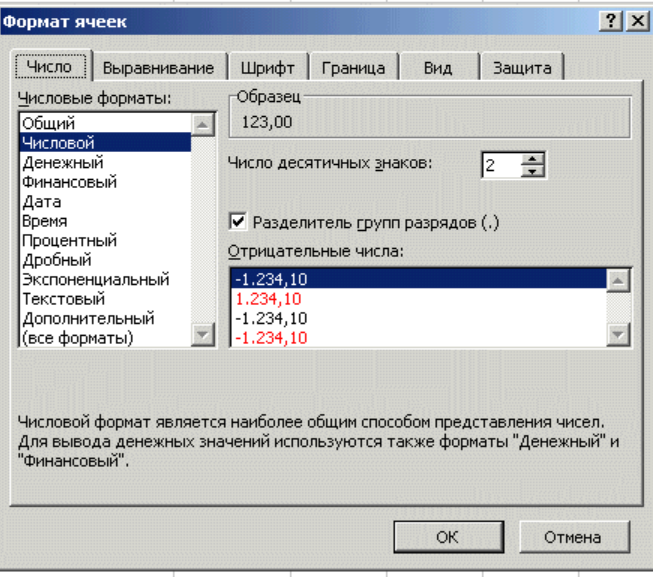 Формат ячеек
Число Выравнивание Шрифт Граница Вид Защита
Числовые форматы:
Общий
Числовой
Денежный
Финансовый
Дата
Время
Процентный
Дробный
Экспоненциальный
Текстовый
Дополнительный
(все форматы)
Образец
123,00
Число десятичных знаков: 2
Разделитель групп разрядов (.)
Отрицательные числа:
-1.234,10
1.234,10
-1.234,10
-1.234,10
Числовой формат является наиболее общим способом представления чисел.
Для вывода денежных значений используются также форматы "Денежный" и
"Финансовый".
ОК Отмена